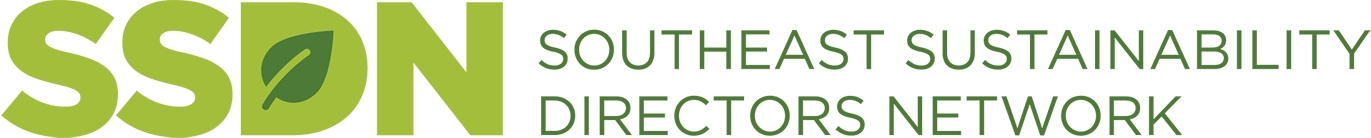 SSDN
SOUTHEAST SUSTAINABILITY
DIRECTORS NETWORK